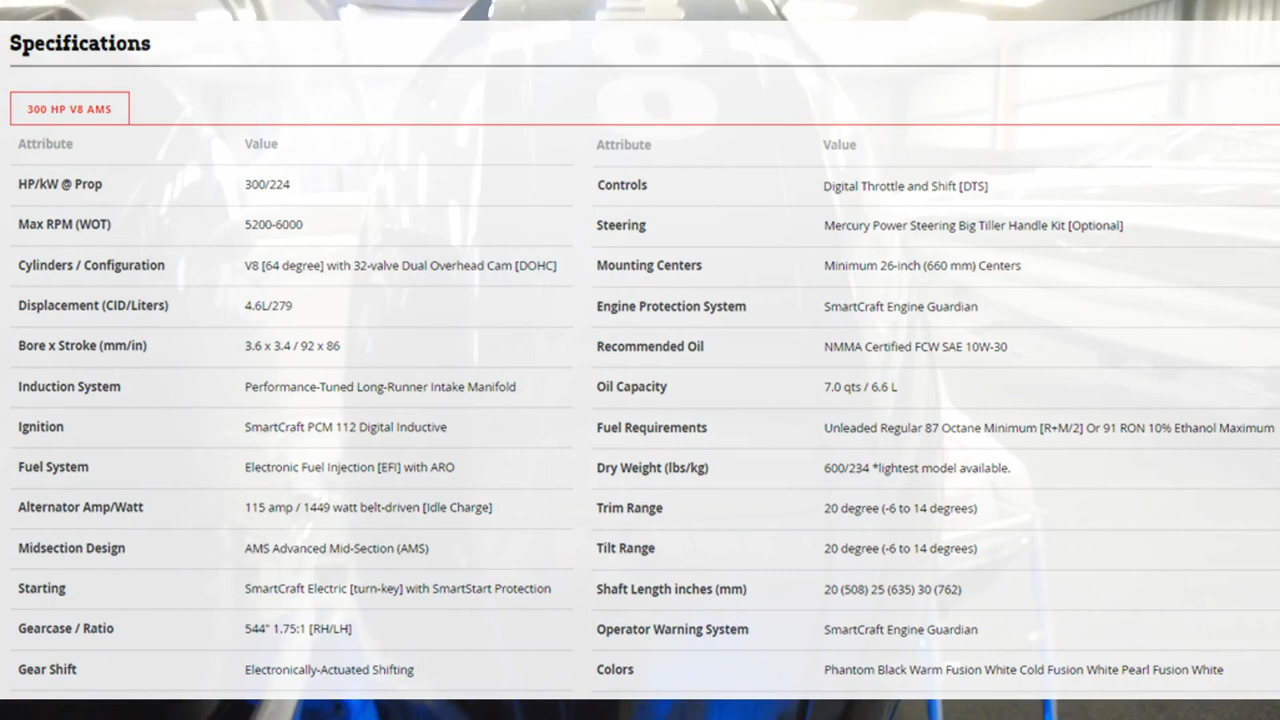 Specifications
300 HP V8 AMS
Attribute Value
HP/kW @ Prop 300/224
Max RPM (WOT) 5200-6000
Cylinders / Configuration V8 [64 degree] with 32-valve Dual Overhead Cam [DOHC]
Displacement (CID/Liters) 4.6L/279
Bore x Stroke (mm/in) 3.6 x 3.4 / 92 x 86
Induction System Performance-Tuned Long-Runner Intake Manifold
Ignition SmartCraft PCM 112 Digital Inductive
Fuel System Electronic Fuel Injection [EFI] with ARO
Alternator Amp/Watt 115 amp / 1449 watt belt-driven [Idle Charge]
Midsection Design AMS Advanced Mid-Section (AMS)
Starting SmartCraft Electric [turn-key] with SmartStart Protection
Gearcase / Ratio 544" 1.75:1 [RH/LH]
Gear Shift Electronically-Actuated Shifting
Attribute Value
Controls Digital Throttle and Shift [DTS]
Steering Mercury Power Steering Big Tiller Handle Kit [Optional]
Mounting Centers Minimum 26-inch (660 mm) Centers
Engine Protection System SmartCraft Engine Guardian
Recommended Oil NMMA Certified FCW SAE 10W-30
Oil Capacity 7.0 qts / 6.6 L
Fuel Requirements Unleaded Regular 87 Octane Minimum [R+M/2] Or 91 RON 10% Ethanol Maximum
Dry Weight (lbs/kg) 600/234 *lightest model available.
Trim Range 20 degree (-6 to 14 degrees)
Tilt Range 20 degree (-6 to 14 degrees)
Shaft Length inches (mm) 20 (508) 25 (635) 30 (762)
Operator Warning System SmartCraft Engine Guardian
Colors Phantom Black Warm Fusion White Cold Fusion White Pearl Fusion White